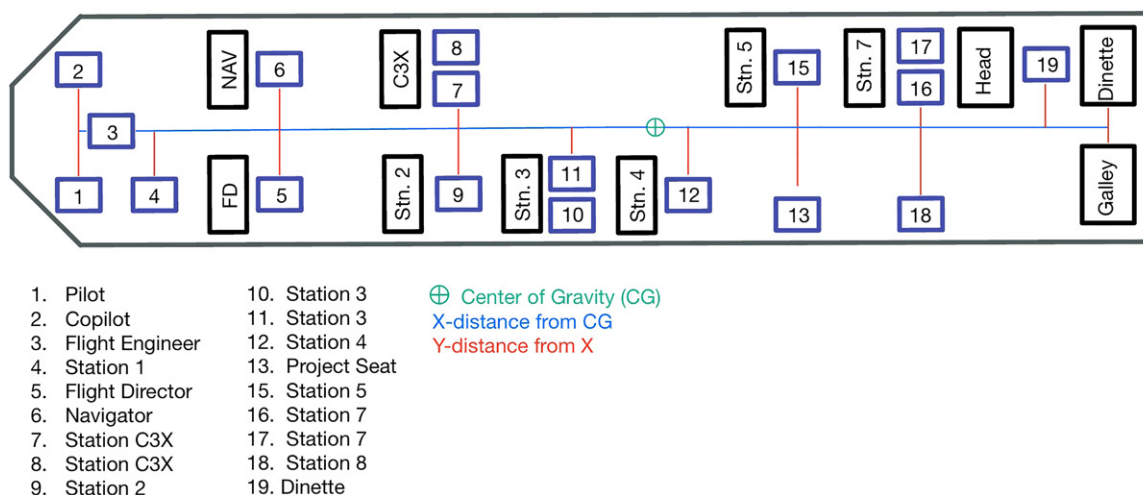 2
NAV
6
C3X
8
7
Stn. 5
15
Stn. 7
17
16
Head
19
Dinette
3
1
4
FD
5
Stn. 2
9
Stn. 3
11
10
Stn. 4
12
13
18
Galley
1. Pilot
2. Copilot
3. Flight Engineer
4. Station 1
5. Flight Director
6. Navigator
7. Station C3X
8. Station C3X
9. Station 2
10. Station 3
11. Station 3
12. Station 4
13. Project Seat
15. Station 5
16. Station 7
17. Station 7
18. Station 8
19. Dinette
Center of Gravity (CG)
X-distance from CG
Y-distance from X